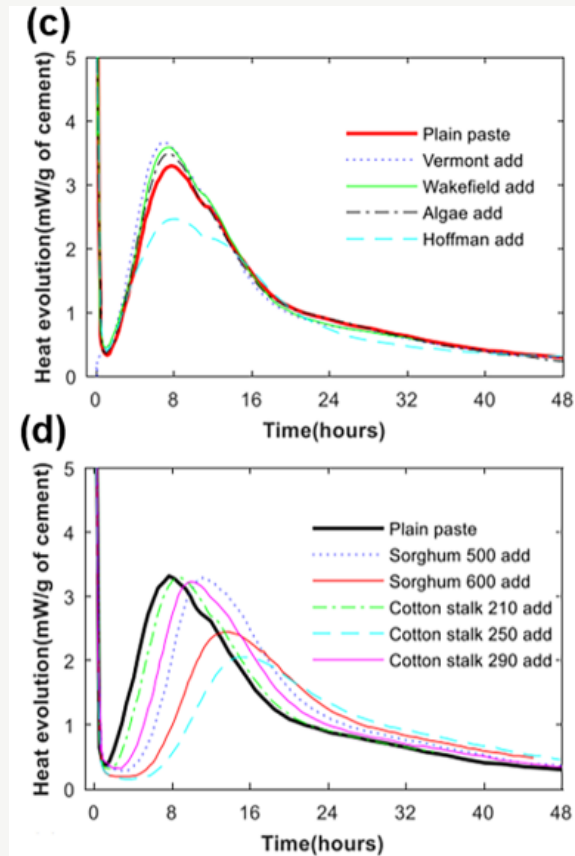 (c)
Heat evolution(mW/g of cement)
5
4
3
2
1
0
Plain paste
Vermont add
Wakefield add
Algae add
Hoffman add
0 8 16 24 32 40 48
Time(hours)
(d)
Heat evolution(mW/g of cement)
5
4
3
2
1
0
Plain paste
Sorghum 500 add
Sorghum 600 add
Cotton stalk 210 add
Cotton stalk 250 add
Cotton stalk 290 add
0 8 16 24 32 40 48
Time(hours)